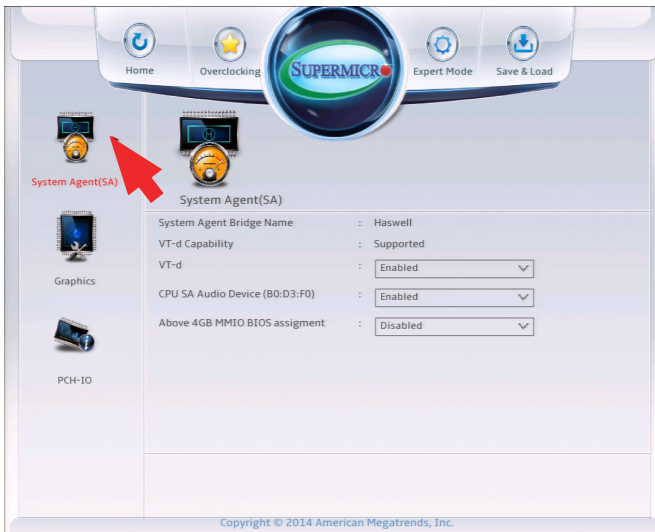 Home
Overclocking
SUPERMICRO
Expert Mode
Save & Load
System Agent(SA)
Graphics
PCH-IO
System Agent(SA)
System Agent Bridge Name : Haswell
VT-d Capability : Supported
VT-d : Enabled
CPU SA Audio Device (B0:D3:F0) : Enabled
Above 4GB MMIO BIOS assigment : Disabled
Copyright © 2014 American Megatrends, Inc.